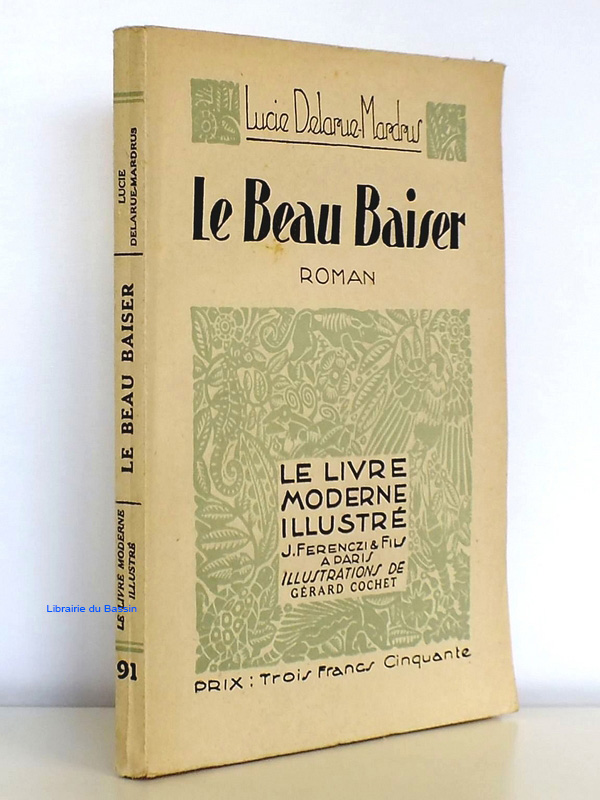 Lucie Delarue-Mardrus
Le Beau Baiser
ROMAN
LE LIVRE
MODERNE
ILLUSTRÉ
J. FERENCZI & FILS
A PARIS
ILLUSTRATIONS DE
GÉRARD COCHET
PRIX : Trois Francs Cinquante
LUCIE
DELARUE-MARDRUS
LE BEAU BAISER
LE LIVRE MODERNE
ILLUSTRÉ
91
Librairie du Bassin